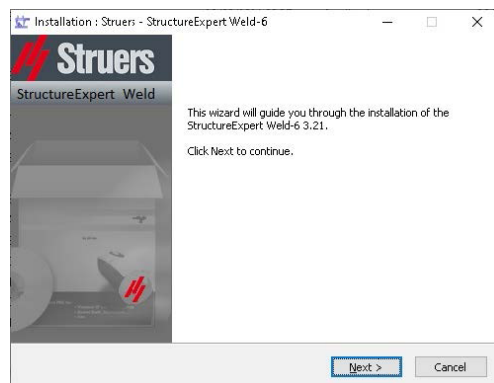 Installation : Struers - StructureExpert Weld-6
Struers
StructureExpert Weld
This wizard will guide you through the installation of the
StructureExpert Weld-6 3.21.
Click Next to continue.
Next >
Cancel